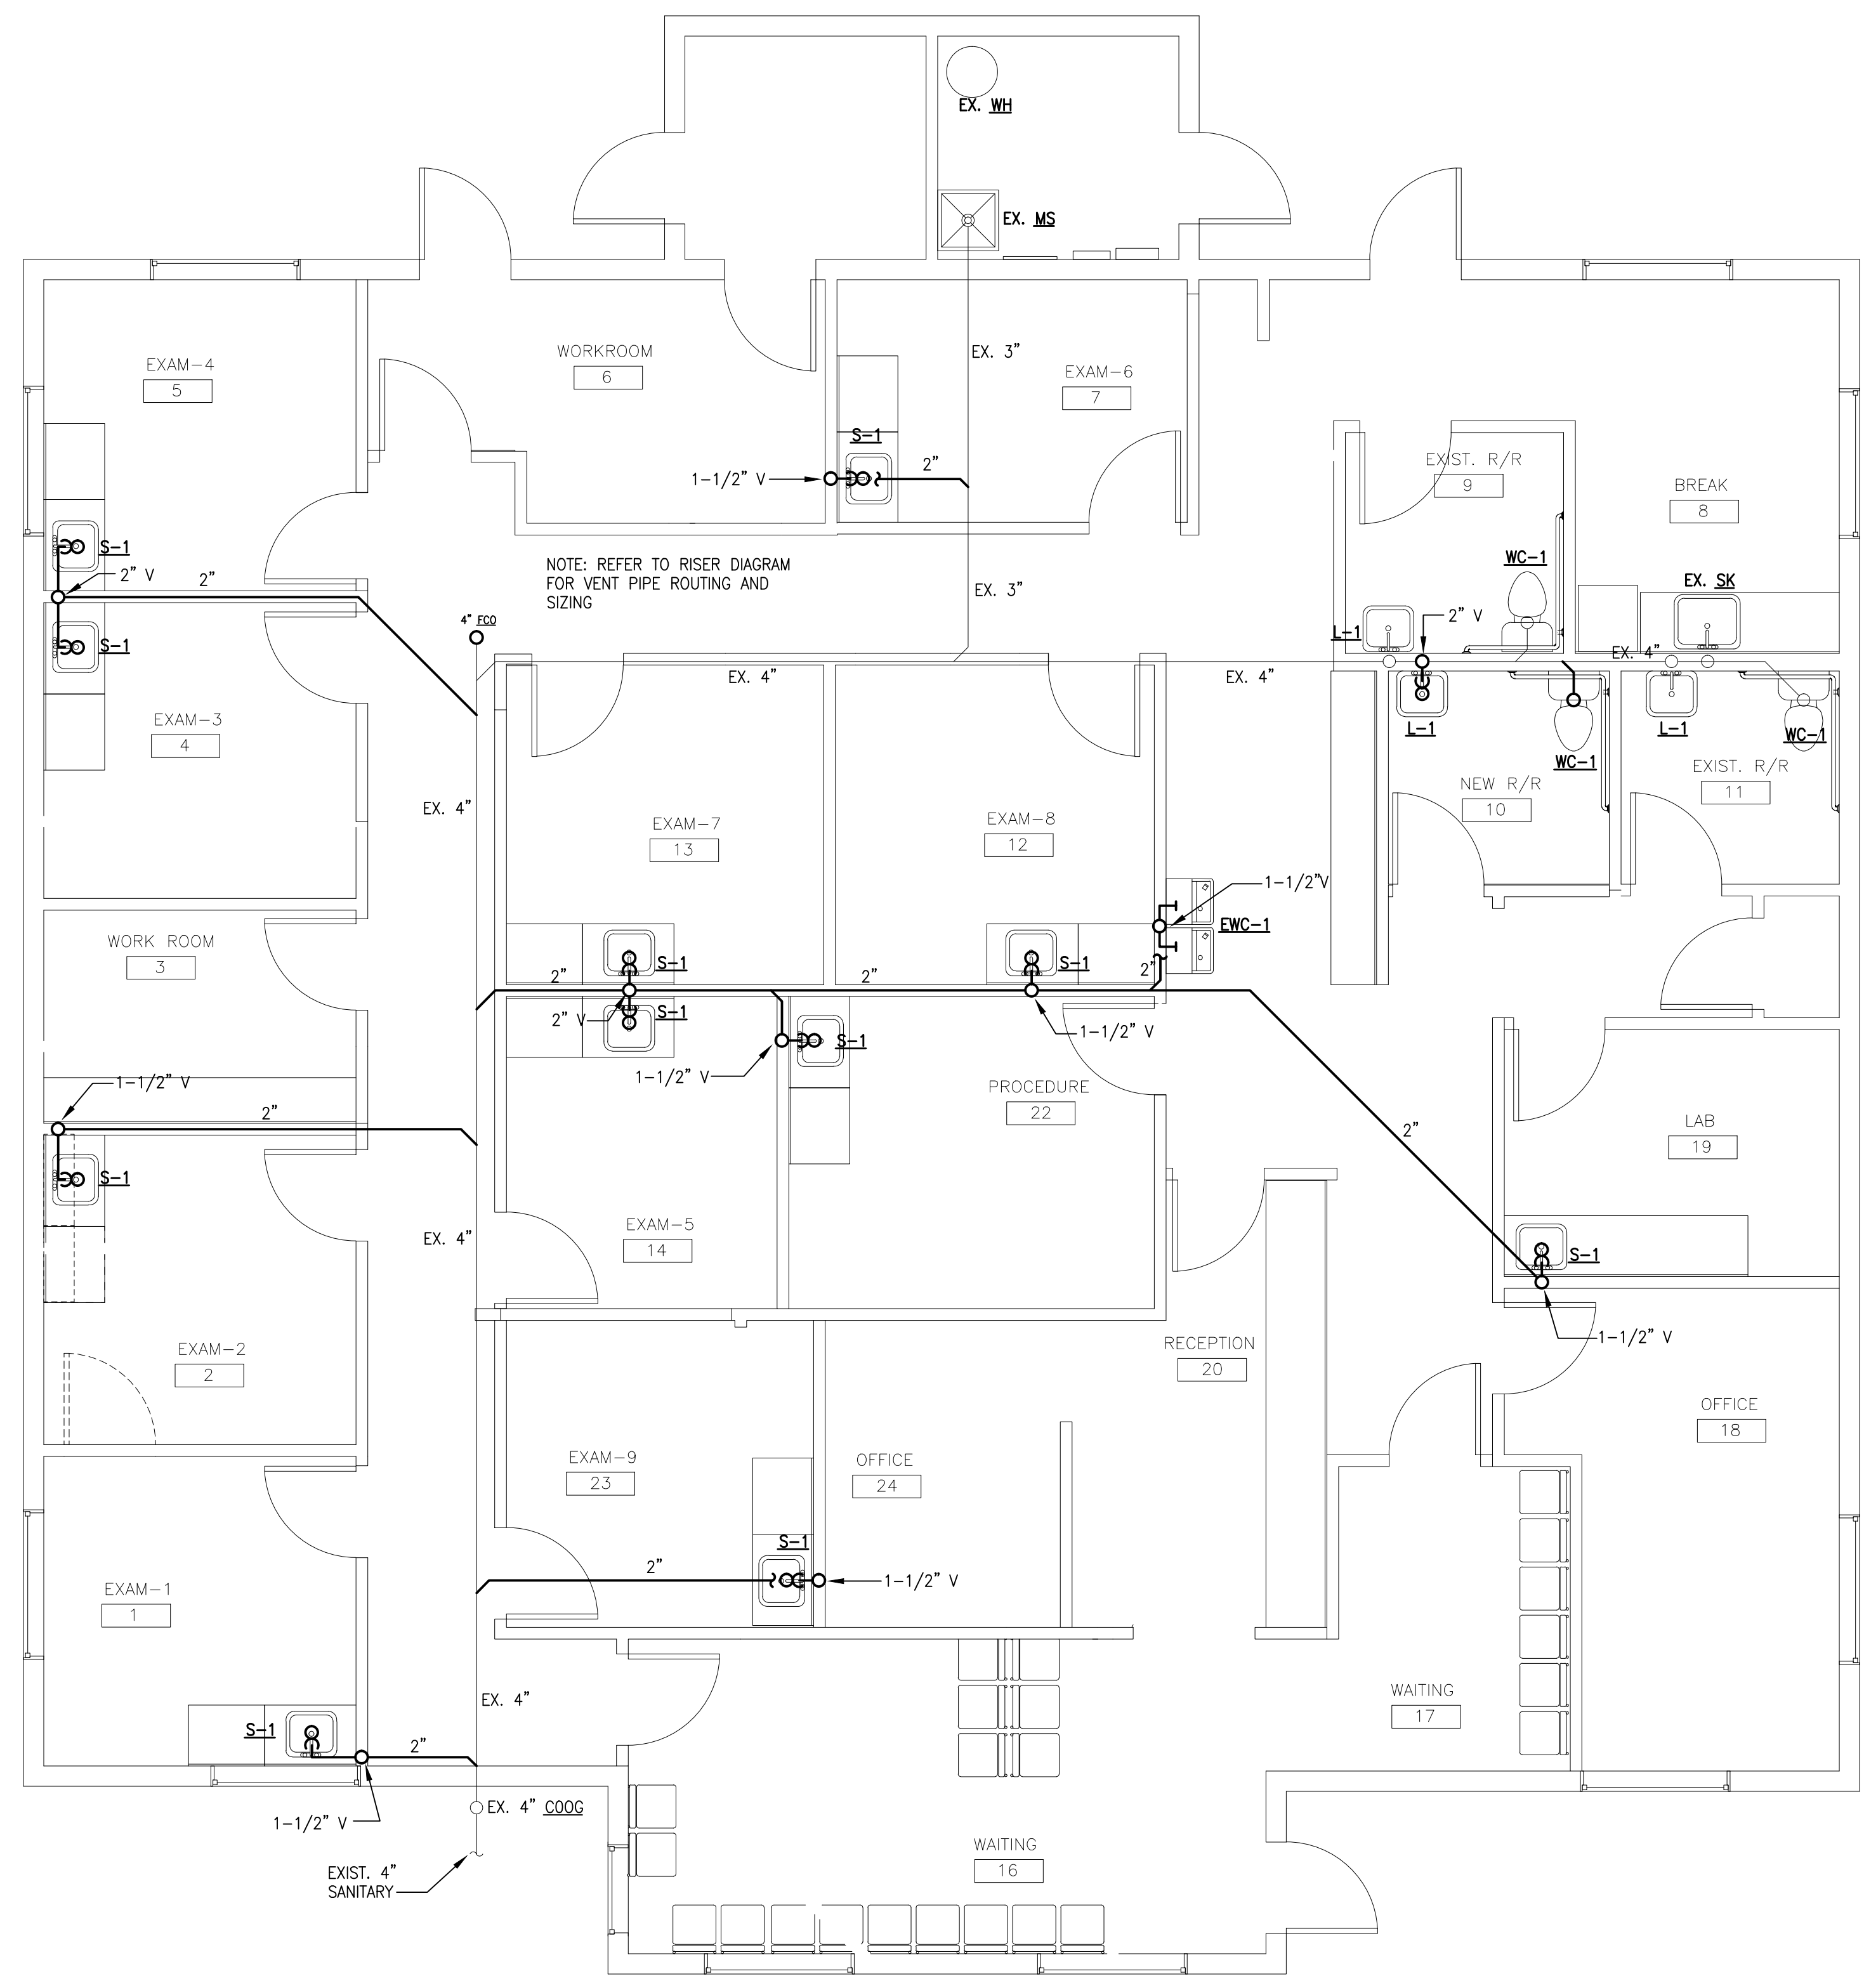 EX. WH
EX. MS
EXAM-4
5
WORKROOM
6
EX. 3"
EXAM-6
7
S-1
1-1/2" V
2"
EXIST. R/R
9
BREAK
8
S-1
2" V
2"
NOTE: REFER TO RISER DIAGRAM
FOR VENT PIPE ROUTING AND
SIZING
EX. 3"
WC-1
EX. SK
4" FCO
L-1
2" V
S-1
EX. 4"
EX. 4"
EX. 4"
EXAM-3
4
L-1
WC-1
L-1
WC-1
EX. 4"
EXAM-7
13
EXAM-8
12
NEW R/R
10
EXIST. R/R
11
1-1/2"V
EWC-1
WORK ROOM
3
S-1
S-1
2"
2"
2"
S-1
2" V
1-1/2" V
S-1
1-1/2" V
1-1/2" V
2"
PROCEDURE
22
2"
LAB
19
S-1
EXAM-5
14
EX. 4"
S-1
1-1/2" V
EXAM-2
2
RECEPTION
20
OFFICE
18
EXAM-9
23
OFFICE
24
S-1
2"
1-1/2" V
EXAM-1
1
EX. 4"
WAITING
17
S-1
2"
EX. 4" COOG
1-1/2" V
WAITING
16
EXIST. 4"
SANITARY